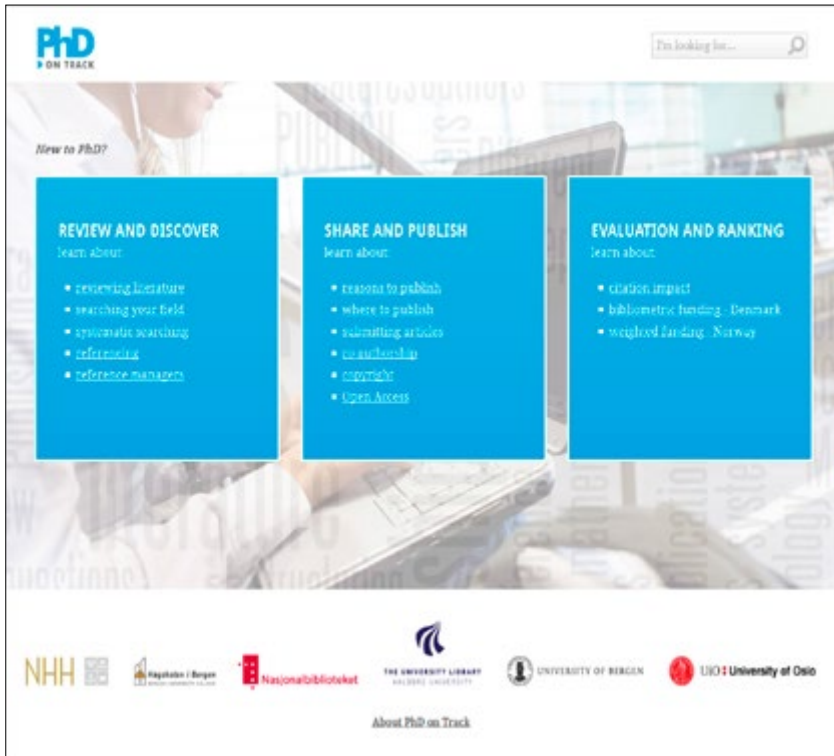 PhD
ON TRACK
I'm looking for...
New to PhD?
REVIEW AND DISCOVER
learn about:
reviewing literature
searching your field
systematic searching
referencing
reference managers
SHARE AND PUBLISH
learn about:
reasons to publish
where to publish
submitting articles
co-authorship
copyright
Open Access
EVALUATION AND RANKING
learn about:
citation impact
bibliometric funding - Denmark
weighted funding - Norway
NHH
Høgskolen i Bergen
BERGEN UNIVERSITY COLLEGE
Nasjonalbiblioteket
THE UNIVERSITY LIBRARY
AALBORG UNIVERSITY
UNIVERSITY OF BERGEN
UiO: University of Oslo
About PhD on Track